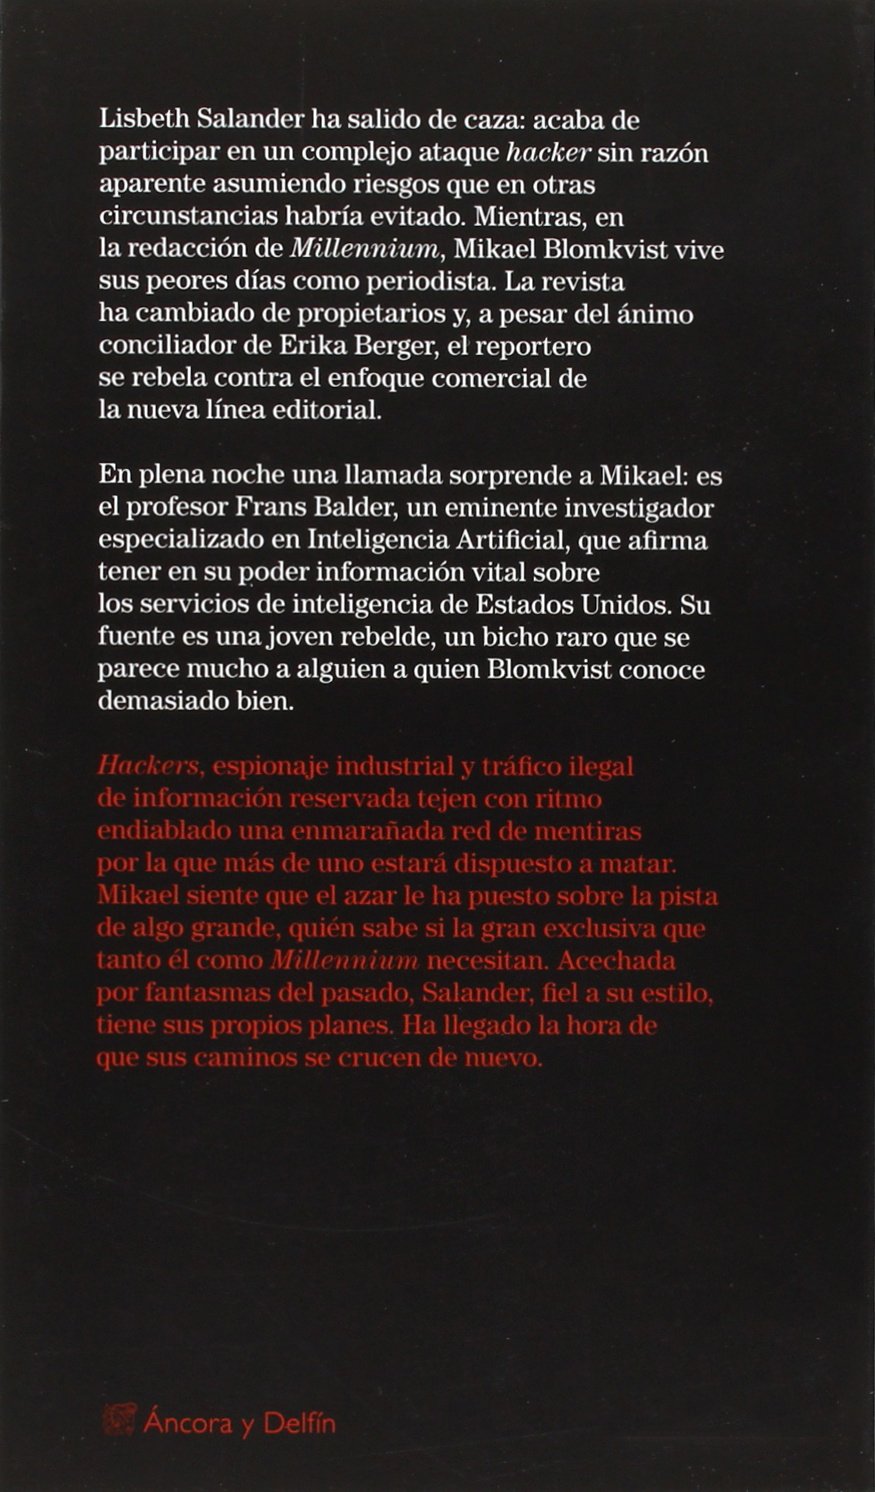 Lisbeth Salander ha salido de caza: acaba de
participar en un complejo ataque hacker sin razón
aparente asumiendo riesgos que en otras
circunstancias habría evitado. Mientras, en
la redacción de Millennium, Mikael Blomkvist vive
sus peores días como periodista. La revista
ha cambiado de propietarios y, a pesar del ánimo
conciliador de Erika Berger, el reportero
se rebela contra el enfoque comercial de
la nueva línea editorial.
En plena noche una llamada sorprende a Mikael: es
el profesor Frans Balder, un eminente investigador
especializado en Inteligencia Artificial, que afirma
tener en su poder información vital sobre
los servicios de inteligencia de Estados Unidos. Su
fuente es una joven rebelde, un bicho raro que se
parece mucho a alguien a quien Blomkvist conoce
demasiado bien.
Hackers, espionaje industrial y tráfico ilegal
de información reservada tejen con ritmo
endiablado una enmarañada red de mentiras
por la que más de uno estará dispuesto a matar.
Mikael siente que el azar le ha puesto sobre la pista
de algo grande, quién sabe si la gran exclusiva que
tanto él como Millennium necesitan. Acechada
por fantasmas del pasado, Salander, fiel a su estilo,
tiene sus propios planes. Ha llegado la hora de
que sus caminos se crucen de nuevo.
Áncora y Delfín